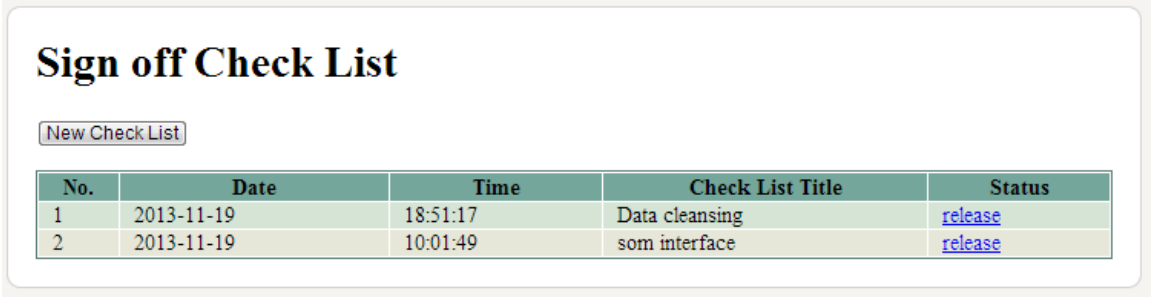 Sign off Check List
New Check List
No. Date Time Check List Title Status
1 2013-11-19 18:51:17 Data cleansing release
2 2013-11-19 10:01:49 som interface release